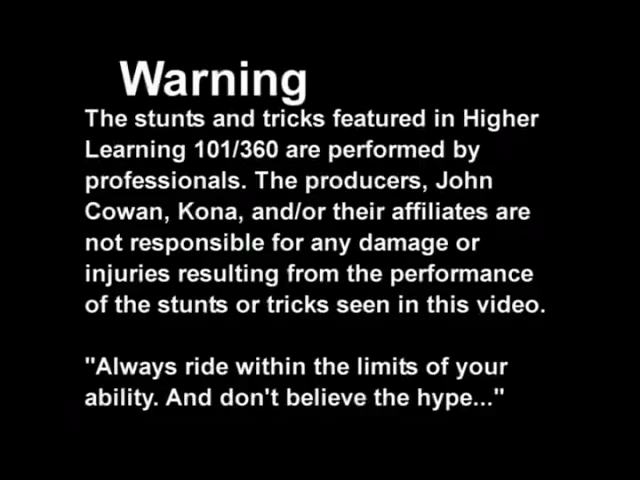 Warning
The stunts and tricks featured in Higher
Learning 101/360 are performed by
professionals. The producers, John
Cowan, Kona, and/or their affiliates are
not responsible for any damage or
injuries resulting from the performance
of the stunts or tricks seen in this video.
"Always ride within the limits of your
ability. And don't believe the hype..."